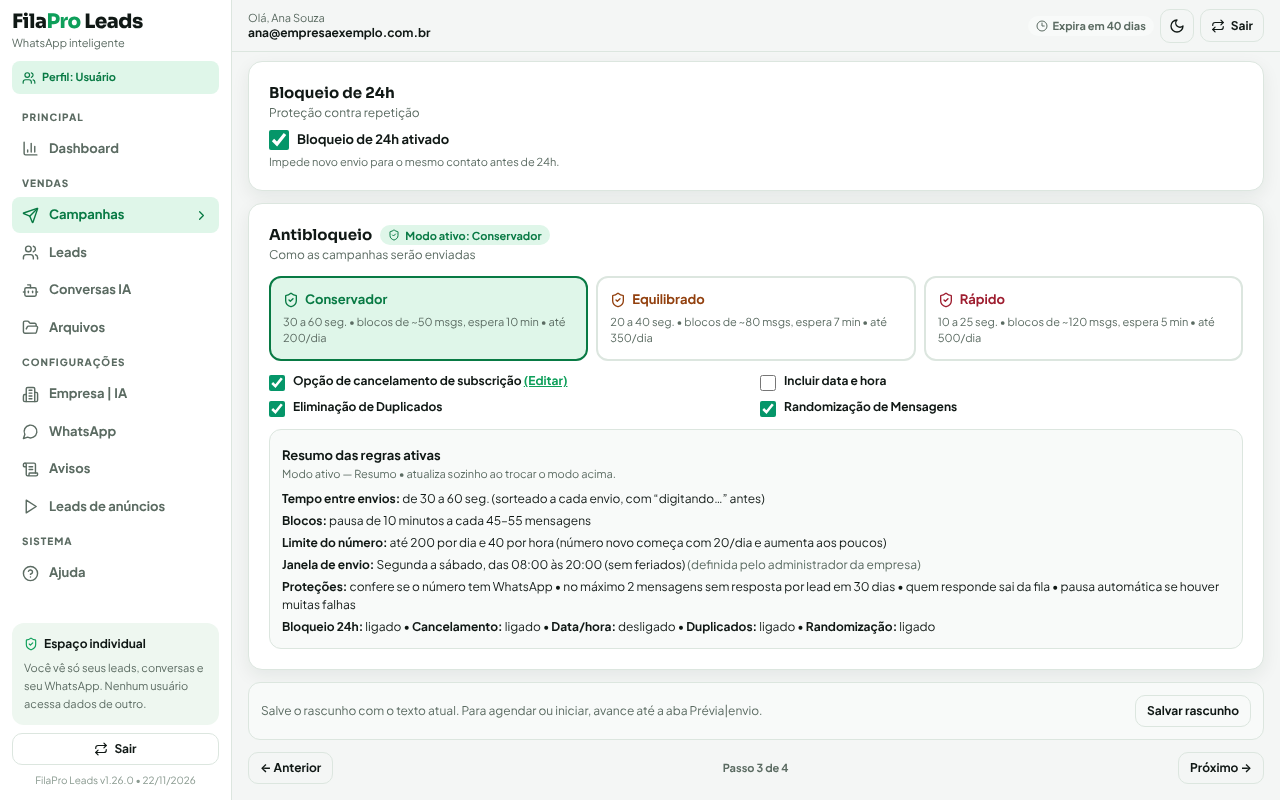 FilaPro Leads
WhatsApp inteligente
Perfil: Usuário
PRINCIPAL
Dashboard
VENDAS
Campanhas
Leads
Conversas IA
Arquivos
CONFIGURAÇÕES
Empresa | IA
WhatsApp
Avisos
Leads de anúncios
SISTEMA
Ajuda
Espaço individual
Você vê só seus leads, conversas e
seu WhatsApp. Nenhum usuário
acessa dados de outro.
Sair
FilaPro Leads v1.26.0 • 22/11/2026
Olá, Ana Souza
ana@empresaexemplo.com.br
Expira em 40 dias
Sair
Bloqueio de 24h
Proteção contra repetição
Bloqueio de 24h ativado
Impede novo envio para o mesmo contato antes de 24h.
Antibloqueio
Modo ativo: Conservador
Como as campanhas serão enviadas
Conservador
30 a 60 seg. • blocos de ~50 msgs, espera 10 min • até
200/dia
Equilibrado
20 a 40 seg. • blocos de ~80 msgs, espera 7 min • até
350/dia
Rápido
10 a 25 seg. • blocos de ~120 msgs, espera 5 min • até
500/dia
Opção de cancelamento de subscrição (Editar)
Incluir data e hora
Eliminação de Duplicados
Randomização de Mensagens
Resumo das regras ativas
Modo ativo — Resumo • atualiza sozinho ao trocar o modo acima.
Tempo entre envios: de 30 a 60 seg. (sorteado a cada envio, com “digitando…” antes)
Blocos: pausa de 10 minutos a cada 45–55 mensagens
Limite do número: até 200 por dia e 40 por hora (número novo começa com 20/dia e aumenta aos poucos)
Janela de envio: Segunda a sábado, das 08:00 às 20:00 (sem feriados) (definida pelo administrador da empresa)
Proteções: confere se o número tem WhatsApp • no máximo 2 mensagens sem resposta por lead em 30 dias • quem responde sai da fila • pausa automática se houver
muitas falhas
Bloqueio 24h: ligado • Cancelamento: ligado • Data/hora: desligado • Duplicados: ligado • Randomização: ligado
Salve o rascunho com o texto atual. Para agendar ou iniciar, avance até a aba Prévia|envio.
Salvar rascunho
← Anterior
Passo 3 de 4
Próximo →